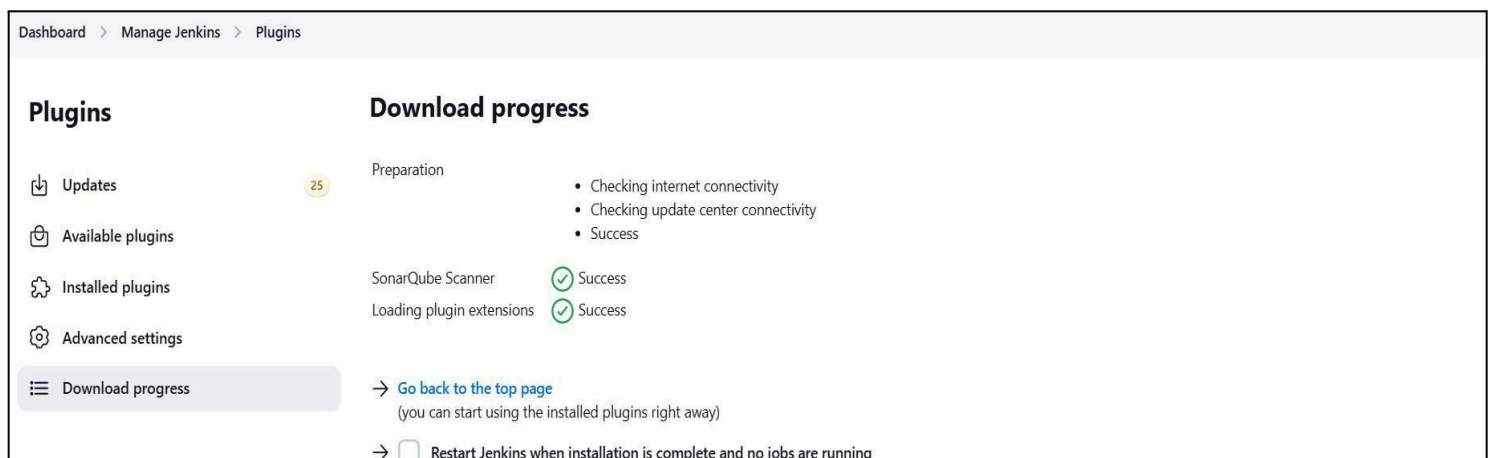 Dashboard > Manage Jenkins > Plugins
Plugins
Updates 25
Available plugins
Installed plugins
Advanced settings
Download progress
Download progress
Preparation
• Checking internet connectivity
• Checking update center connectivity
• Success
SonarQube Scanner Success
Loading plugin extensions Success
→ Go back to the top page
(you can start using the installed plugins right away)
→ Restart Jenkins when installation is complete and no jobs are running